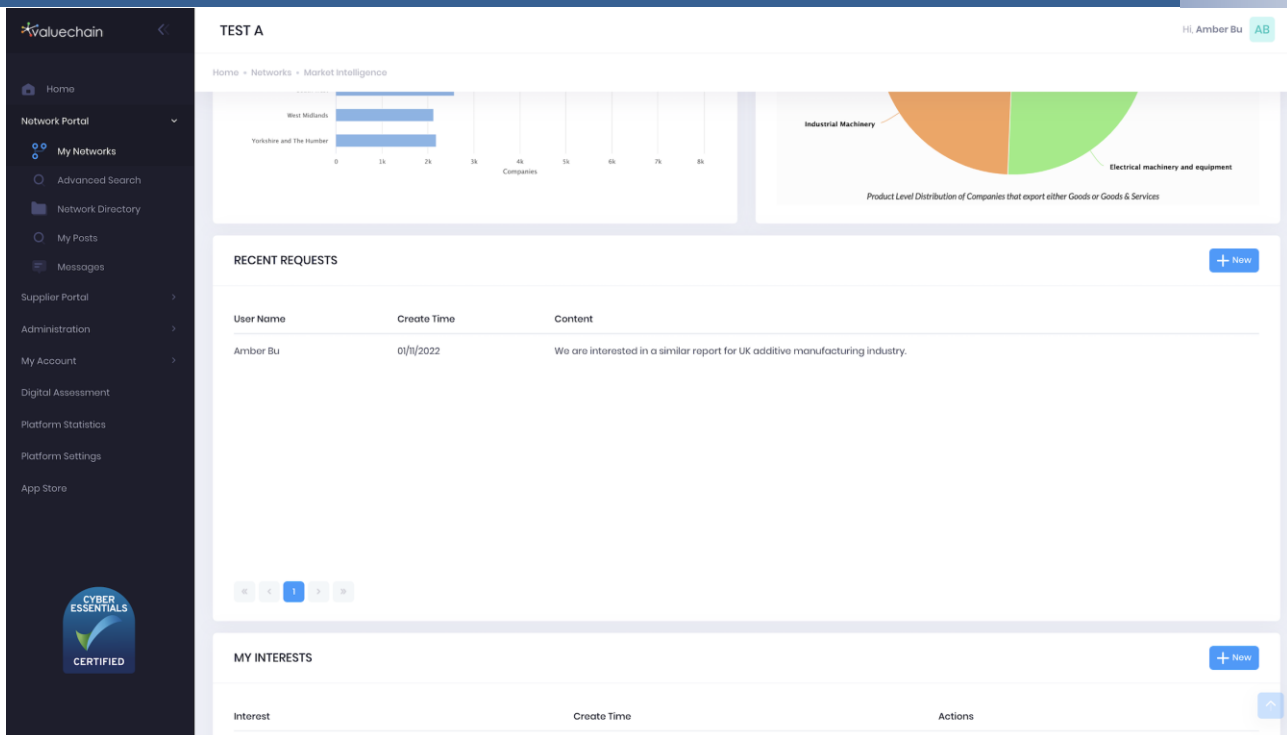 valuechain
TEST A
Hi, Amber Bu AB
Home • Networks • Market Intelligence
Home
Network Portal
My Networks
Advanced Search
Network Directory
My Posts
Messages
Supplier Portal
Administration
My Account
Digital Assessment
Platform Statistics
Platform Settings
App Store
CYBER
ESSENTIALS
CERTIFIED
West Midlands
Yorkshire and The Humber
0 1k 2k 3k 4k 5k 6k 7k 8k
Companies
Industrial Machinery
Electrical machinery and equipment
Product Level Distribution of Companies that export either Goods or Goods & Services
RECENT REQUESTS
New
User Name Create Time Content
Amber Bu 01/11/2022 We are interested in a similar report for UK additive manufacturing industry.
« < 1 > »
MY INTERESTS
New
Interest Create Time Actions